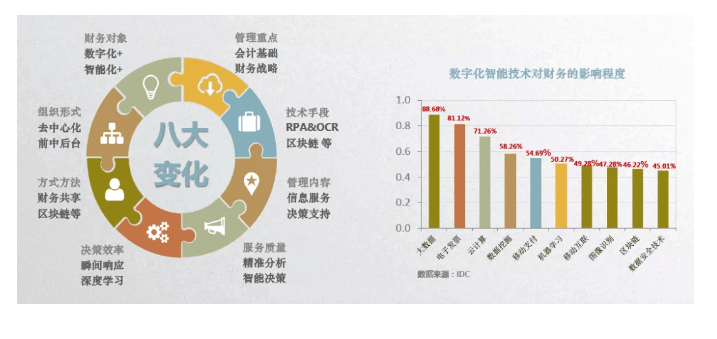 财务对象
数字化+
智能化+
管理重点
会计基础
财务战略
组织形式
去中心化
前中后台
技术手段
RPA&OCR
区块链 等
八大
变化
方式方法
财务共享
区块链等
管理内容
信息服务
决策支持
决策效率
瞬间响应
深度学习
服务质量
精准分析
智能决策
数字化智能技术对财务的影响程度
1.0
0.8
0.6
0.4
0.2
0.0
88.68%
81.12%
71.26%
58.26%
54.69%
50.27%
49.28%
47.28%
46.22%
45.01%
大数据
电子发票
云计算
数据挖掘
移动支付
机器学习
移动互联
图像识别
区块链
数据安全技术
数据来源：IDC